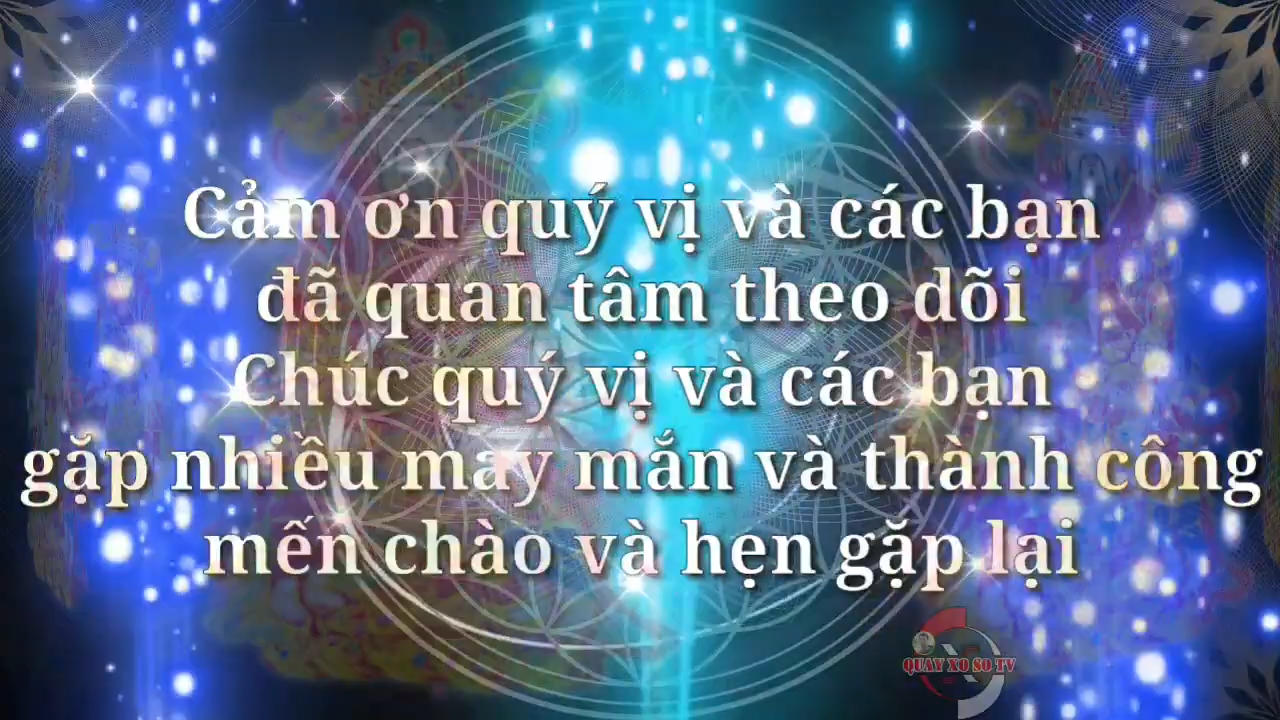 Cảm ơn quý vị và các bạn
đã quan tâm theo dõi
Chúc quý vị và các bạn
gặp nhiều may mắn và thành công
mến chào và hẹn gặp lại
QUAY XO SO TV